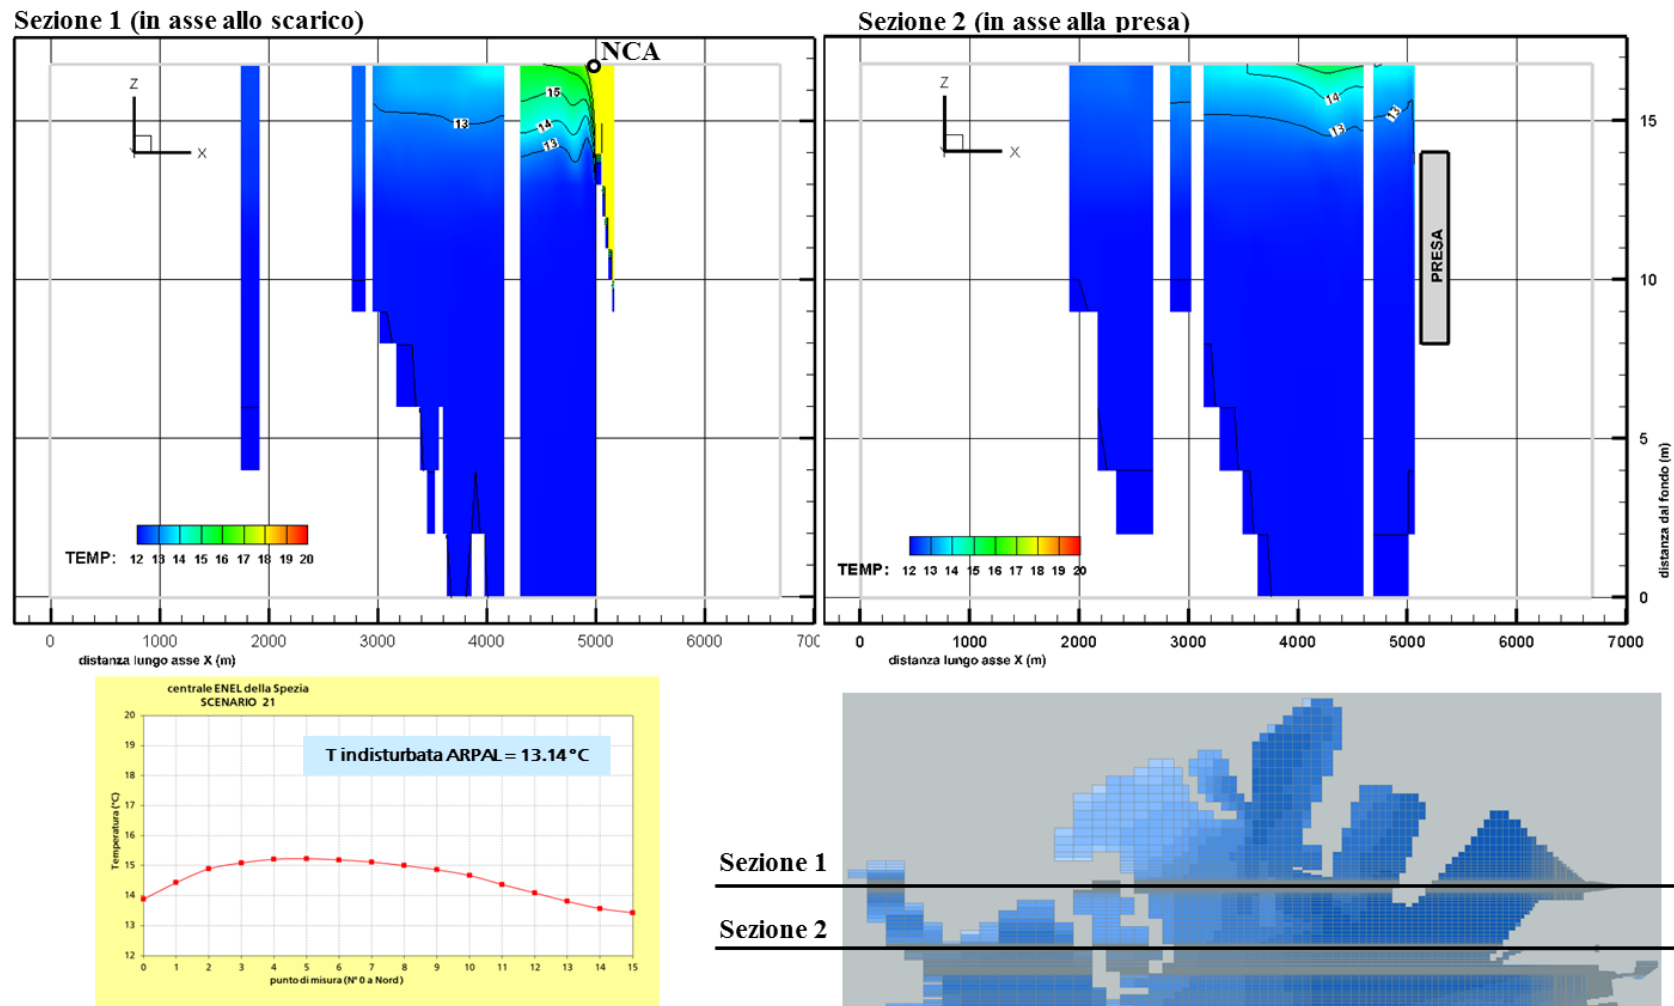 Sezione 1 (in asse allo scarico)
NCA
Z
X
15
14
13
13
TEMP:
12 13 14 15 16 17 18 19 20
0 1000 2000 3000 4000 5000 6000 700
distanza lungo asse X (m)
Sezione 2 (in asse alla presa)
Z
X
14
13
13
PRESA
TEMP:
12 13 14 15 16 17 18 19 20
15
10
5
0
distanza dal fondo (m)
0 1000 2000 3000 4000 5000 6000 7000
distanza lungo asse X (m)
centrale ENEL della Spezia
SCENARIO 21
T indisturbata ARPAL = 13.14 °C
Temperatura (°C)
20
19
18
17
16
15
14
13
12
0 1 2 3 4 5 6 7 8 9 10 11 12 13 14 15
punto di misura (N° 0 a Nord)
Sezione 1
Sezione 2